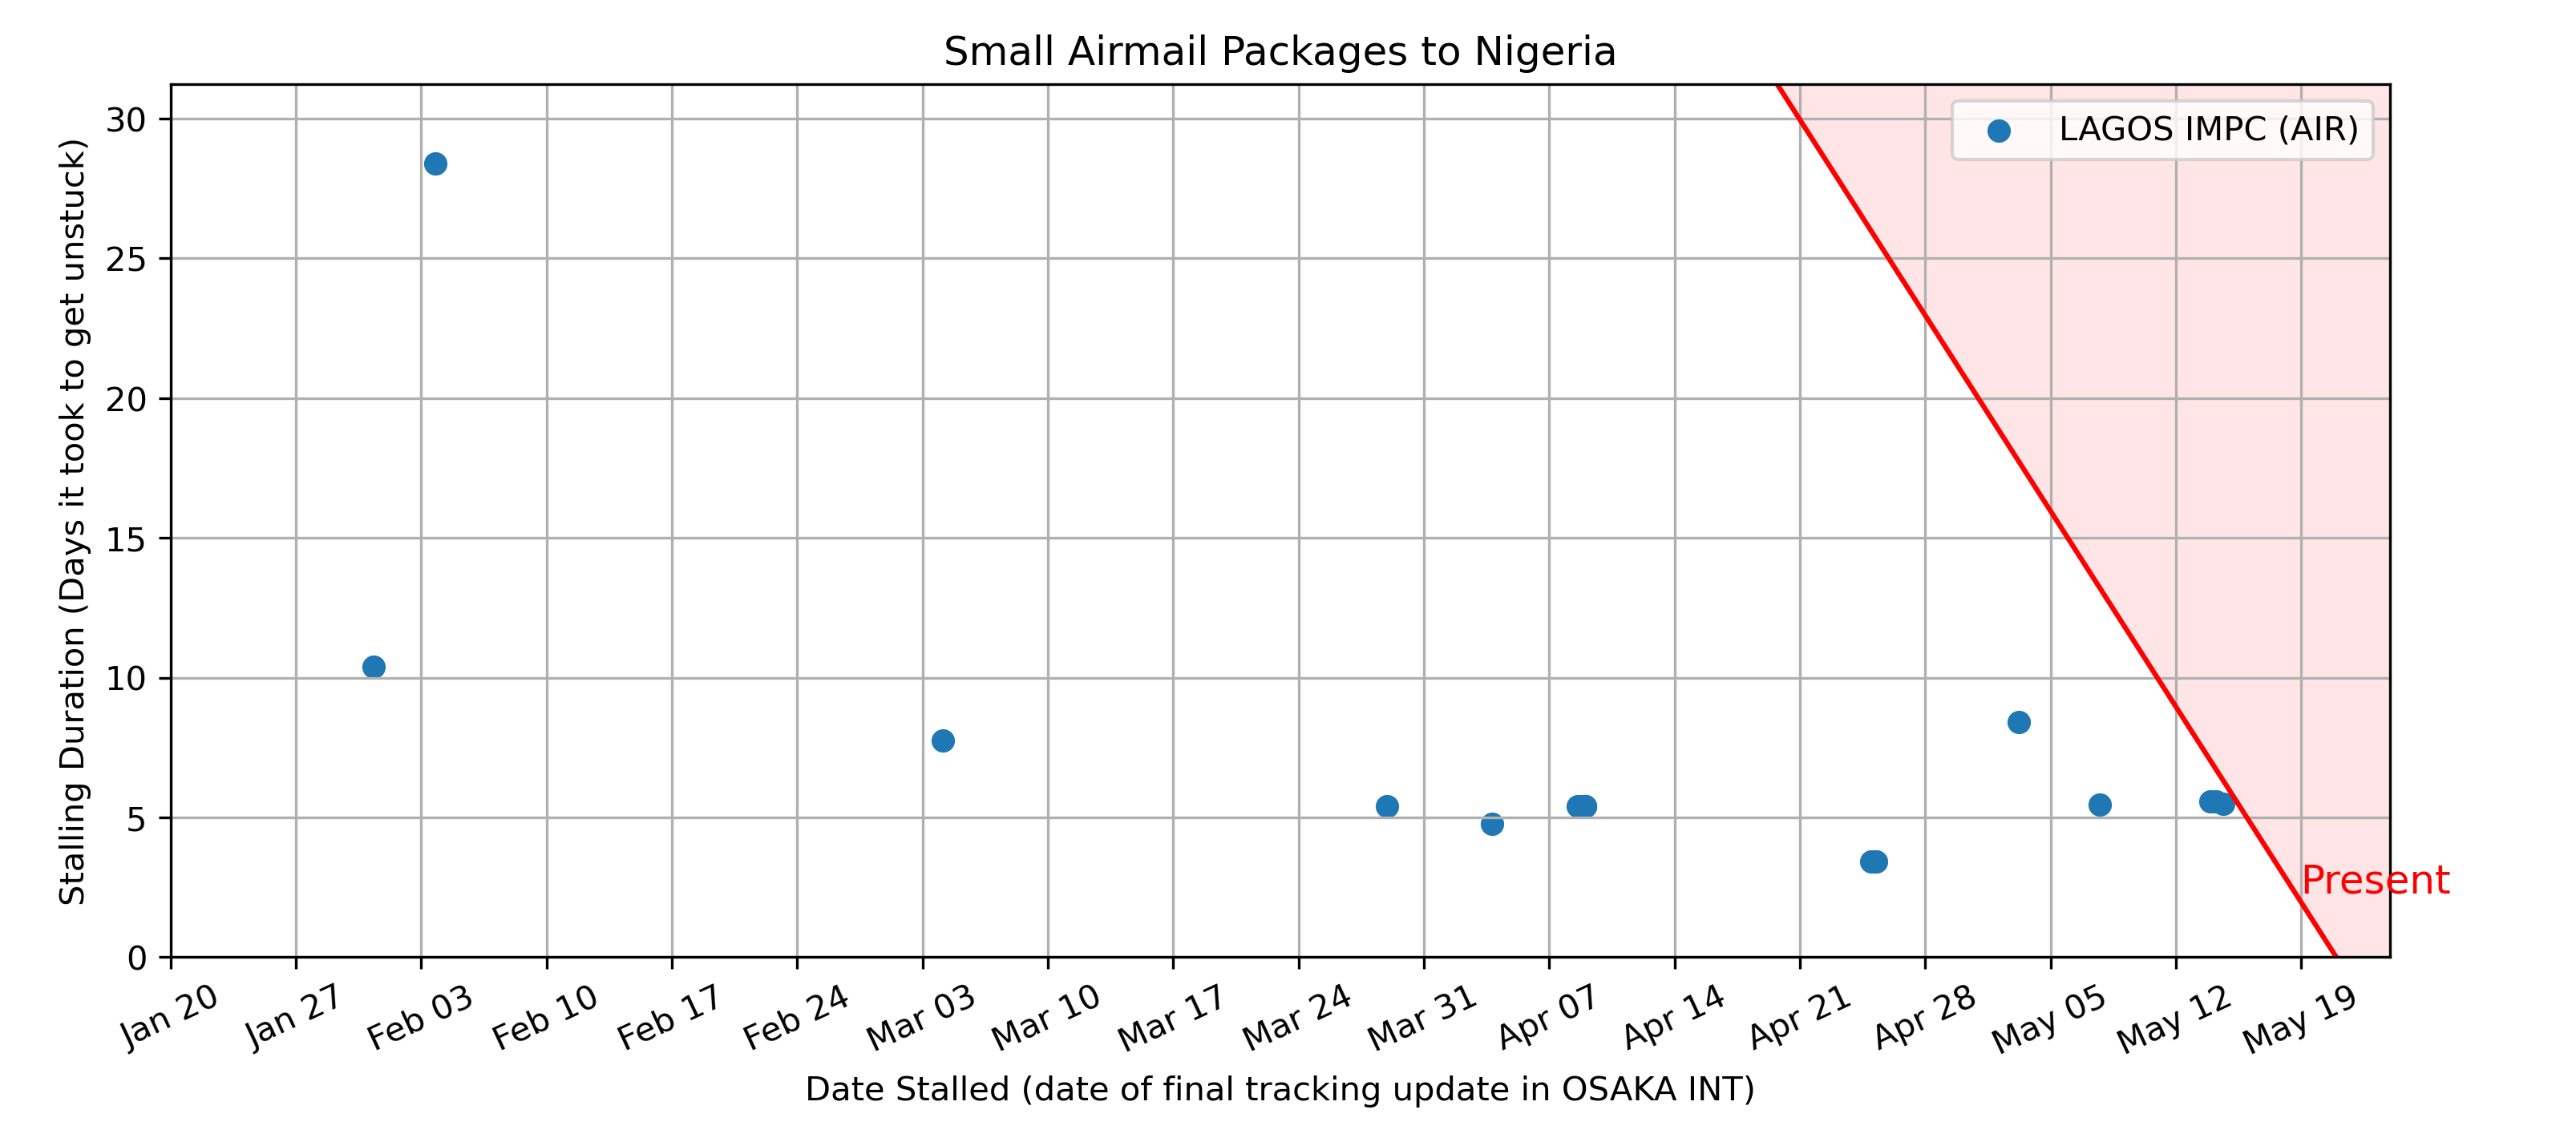 Small Airmail Packages to Nigeria
LAGOS IMPC (AIR)
Stalling Duration (Days it took to get unstuck)
30
25
20
15
10
5
0
Present
Jan 20
Jan 27
Feb 03
Feb 10
Feb 17
Feb 24
Mar 03
Mar 10
Mar 17
Mar 24
Mar 31
Apr 07
Apr 14
Apr 21
Apr 28
May 05
May 12
May 19
Date Stalled (date of final tracking update in OSAKA INT)